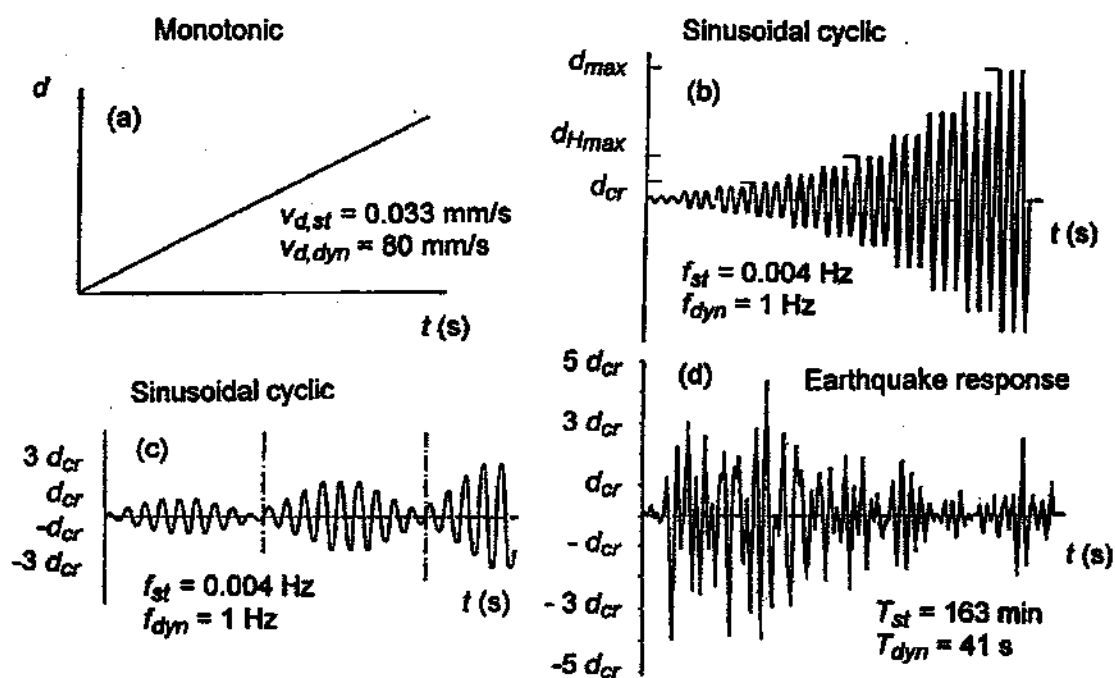 Monotonic
d
(a)
v_d,st = 0.033 mm/s
v_d,dyn = 80 mm/s
t (s)
Sinusoidal cyclic
d_max
(b)
d_Hmax
d_cr
t (s)
f_st = 0.004 Hz
f_dyn = 1 Hz
Sinusoidal cyclic
(c)
3 d_cr
d_cr
-d_cr
-3 d_cr
f_st = 0.004 Hz
f_dyn = 1 Hz
t (s)
5 d_cr
(d)
Earthquake response
3 d_cr
d_cr
- d_cr
t (s)
- 3 d_cr
T_st = 163 min
T_dyn = 41 s
-5 d_cr